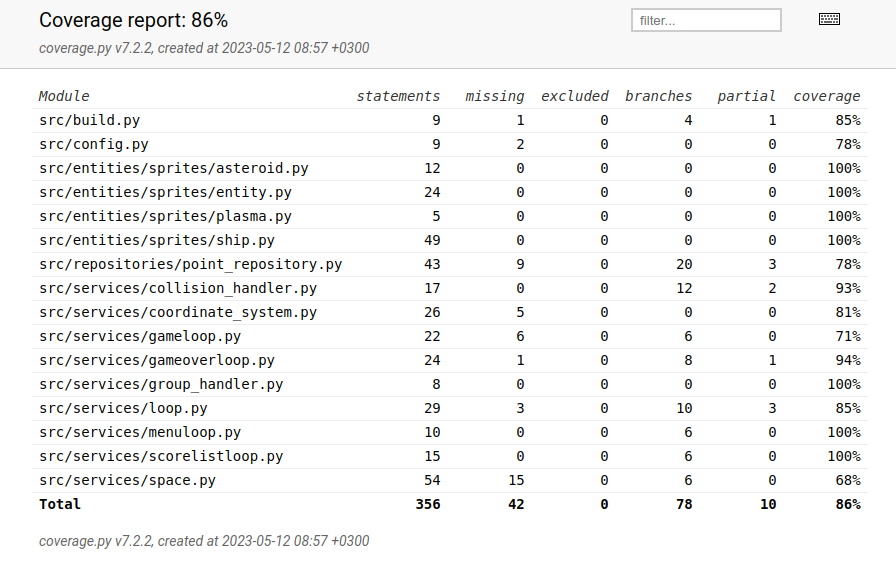 Coverage report: 86%
filter...
coverage.py v7.2.2, created at 2023-05-12 08:57 +0300
Module statements missing excluded branches partial coverage
src/build.py 9 1 0 4 1 85%
src/config.py 9 2 0 0 0 78%
src/entities/sprites/asteroid.py 12 0 0 0 0 100%
src/entities/sprites/entity.py 24 0 0 0 0 100%
src/entities/sprites/plasma.py 5 0 0 0 0 100%
src/entities/sprites/ship.py 49 0 0 0 0 100%
src/repositories/point_repository.py 43 9 0 20 3 78%
src/services/collision_handler.py 17 0 0 12 2 93%
src/services/coordinate_system.py 26 5 0 0 0 81%
src/services/gameloop.py 22 6 0 6 0 71%
src/services/gameoverloop.py 24 1 0 8 1 94%
src/services/group_handler.py 8 0 0 0 0 100%
src/services/loop.py 29 3 0 10 3 85%
src/services/menuloop.py 10 0 0 6 0 100%
src/services/scorelistloop.py 15 0 0 6 0 100%
src/services/space.py 54 15 0 6 0 68%
Total 356 42 0 78 10 86%
coverage.py v7.2.2, created at 2023-05-12 08:57 +0300